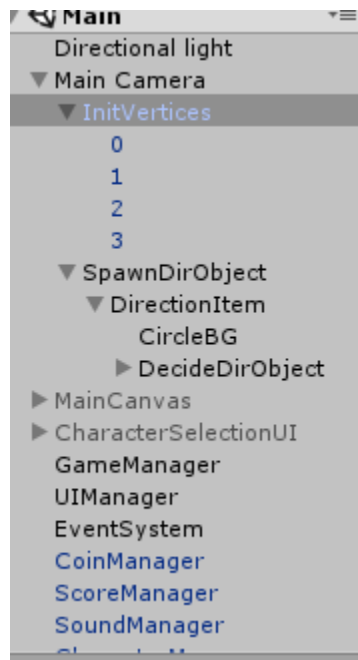 Main
Directional light
Main Camera
InitVertices
0
1
2
3
SpawnDirObject
DirectionItem
CircleBG
DecideDirObject
MainCanvas
CharacterSelectionUI
GameManager
UIManager
EventSystem
CoinManager
ScoreManager
SoundManager